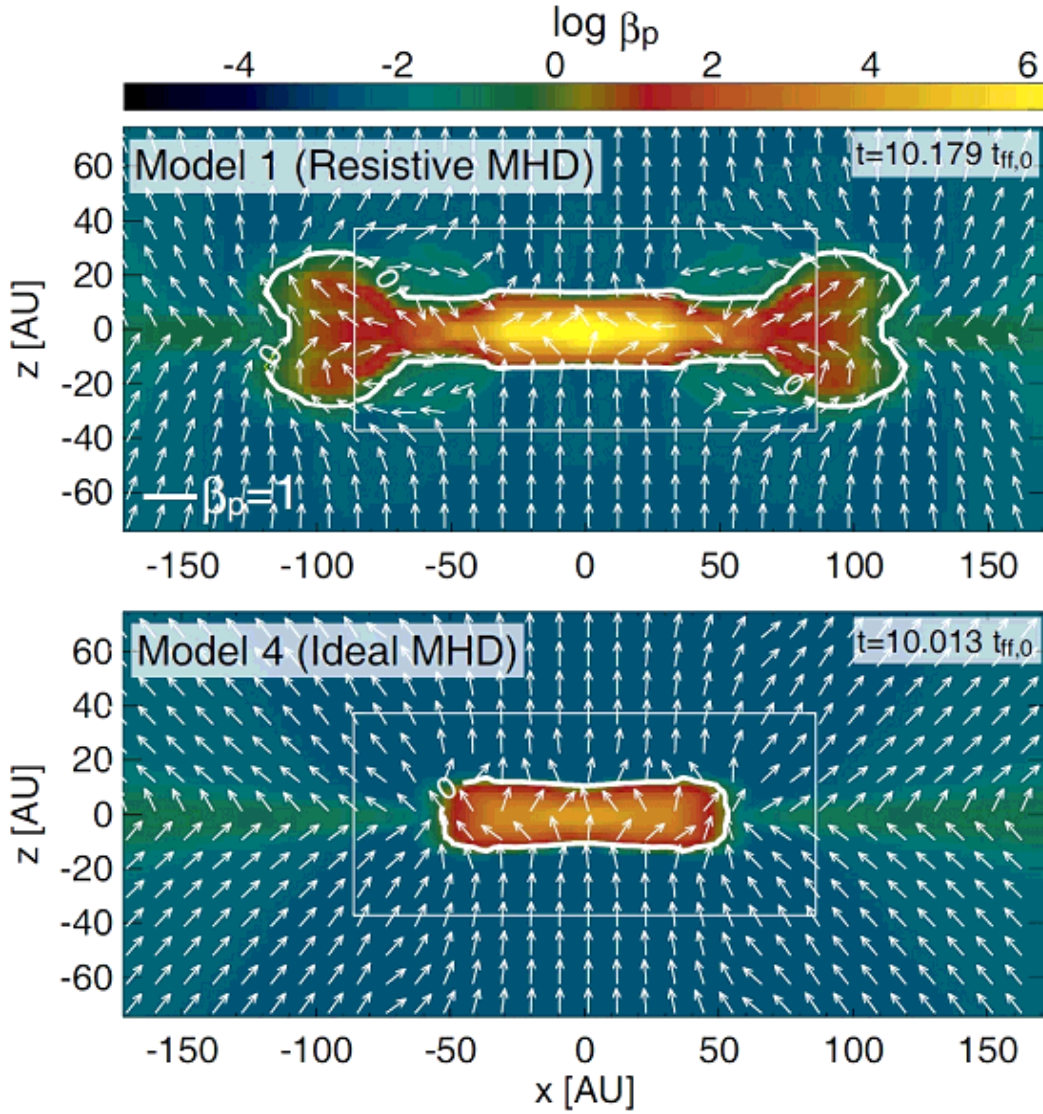 log βp
-4 -2 0 2 4 6
Model 1 (Resistive MHD)
t=10.179 tff,0
60
40
20
0
-20
-40
-60
z [AU]
0
0
0
0
βp=1
-150 -100 -50 0 50 100 150
Model 4 (Ideal MHD)
t=10.013 tff,0
60
40
20
0
-20
-40
-60
z [AU]
0
-150 -100 -50 0 50 100 150
x [AU]